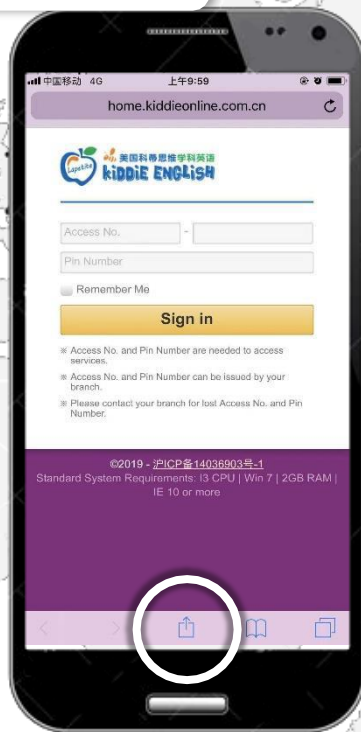 中国移动 4G 上午9:59
home.kiddieonline.com.cn
美国科蒂思维学科英语
LapeLite KiDDiE ENGLiSH
Access No. -
Pin Number
Remember Me
Sign in
※ Access No. and Pin Number are needed to access
services.
※ Access No. and Pin Number can be issued by your
branch.
※ Please contact your branch for lost Access No. and Pin
Number.
©2019 - 沪ICP备14036903号-1
Standard System Requirements: I3 CPU | Win 7 | 2GB RAM |
IE 10 or more